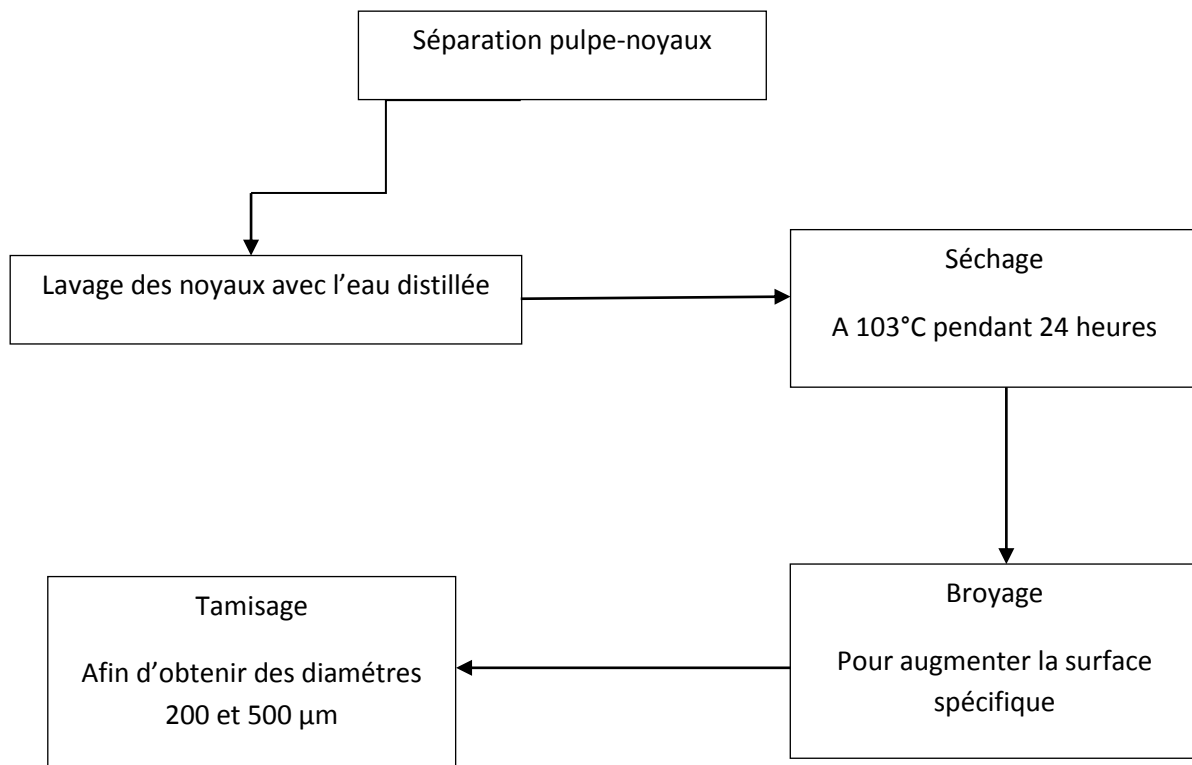 Séparation pulpe-noyaux
Lavage des noyaux avec l’eau distillée
Séchage
A 103°C pendant 24 heures
Broyage
Pour augmenter la surface
spécifique
Tamisage
Afin d’obtenir des diamétres
200 et 500 µm